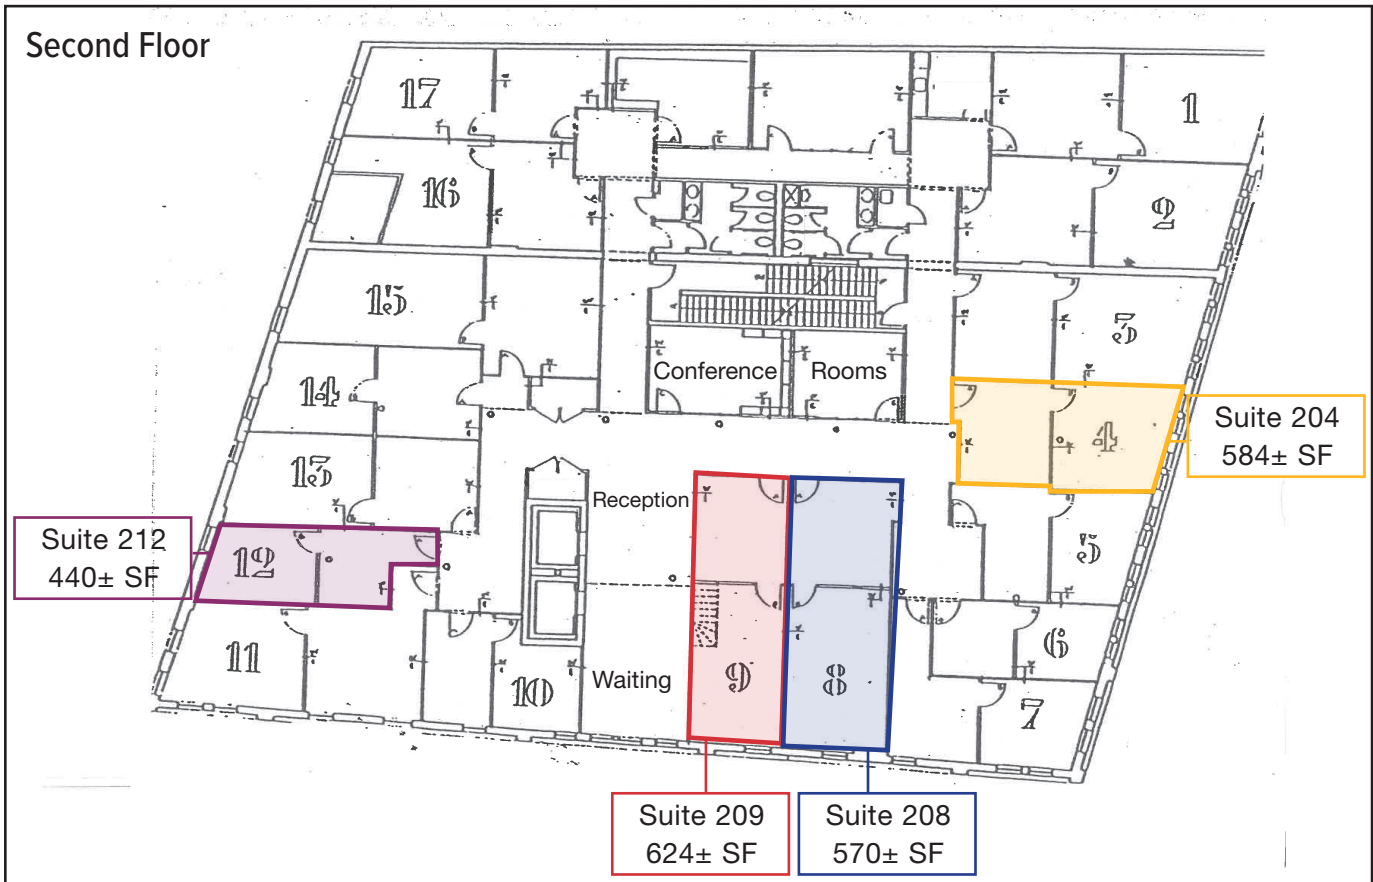 Second Floor
17
1
16
2
15
3
Conference Rooms
14
4
Suite 204
584± SF
13
Reception
Suite 212
440± SF
12
5
11
10
Waiting
9
8
6
7
Suite 209
624± SF
Suite 208
570± SF